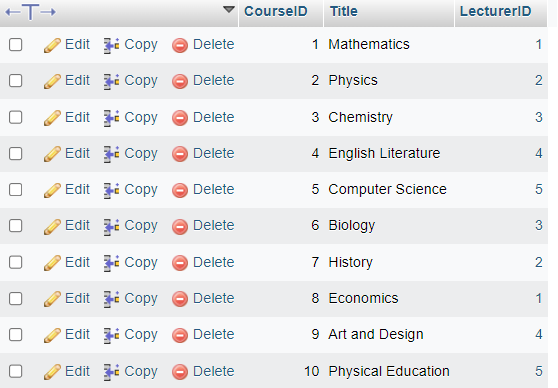 CourseID Title LecturerID
Edit Copy Delete 1 Mathematics 1
Edit Copy Delete 2 Physics 2
Edit Copy Delete 3 Chemistry 3
Edit Copy Delete 4 English Literature 4
Edit Copy Delete 5 Computer Science 5
Edit Copy Delete 6 Biology 3
Edit Copy Delete 7 History 2
Edit Copy Delete 8 Economics 1
Edit Copy Delete 9 Art and Design 4
Edit Copy Delete 10 Physical Education 5